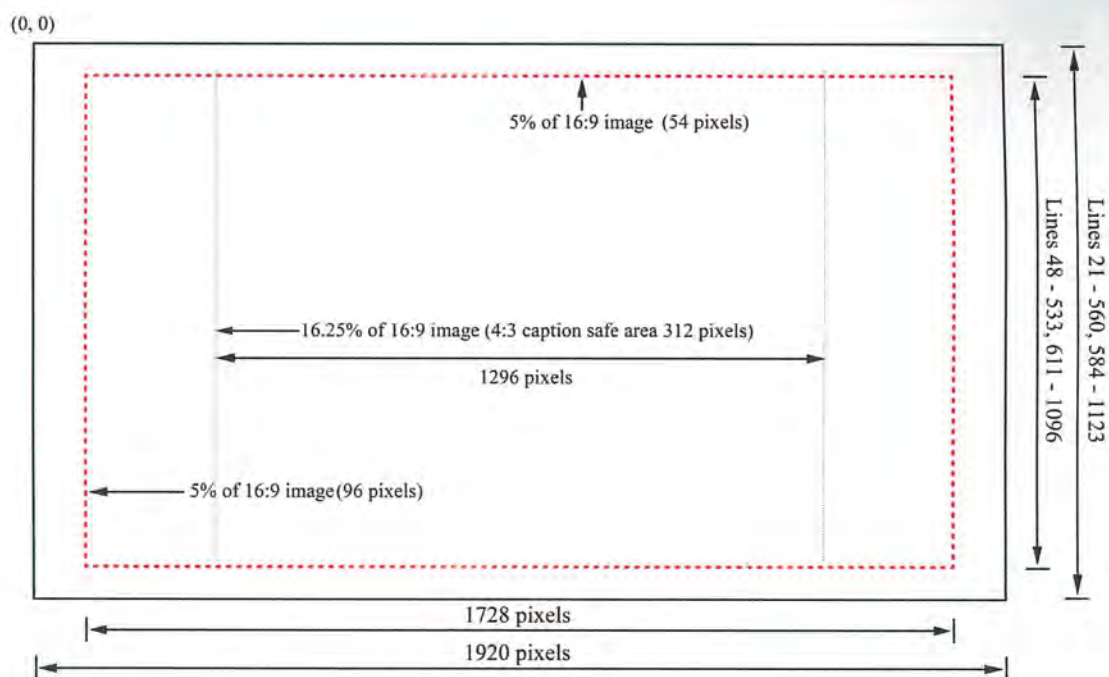 (0, 0)
5% of 16:9 image (54 pixels)
16.25% of 16:9 image (4:3 caption safe area 312 pixels)
1296 pixels
5% of 16:9 image (96 pixels)
Lines 48 - 533, 611 - 1096
Lines 21 - 560, 584 - 1123
1728 pixels
1920 pixels